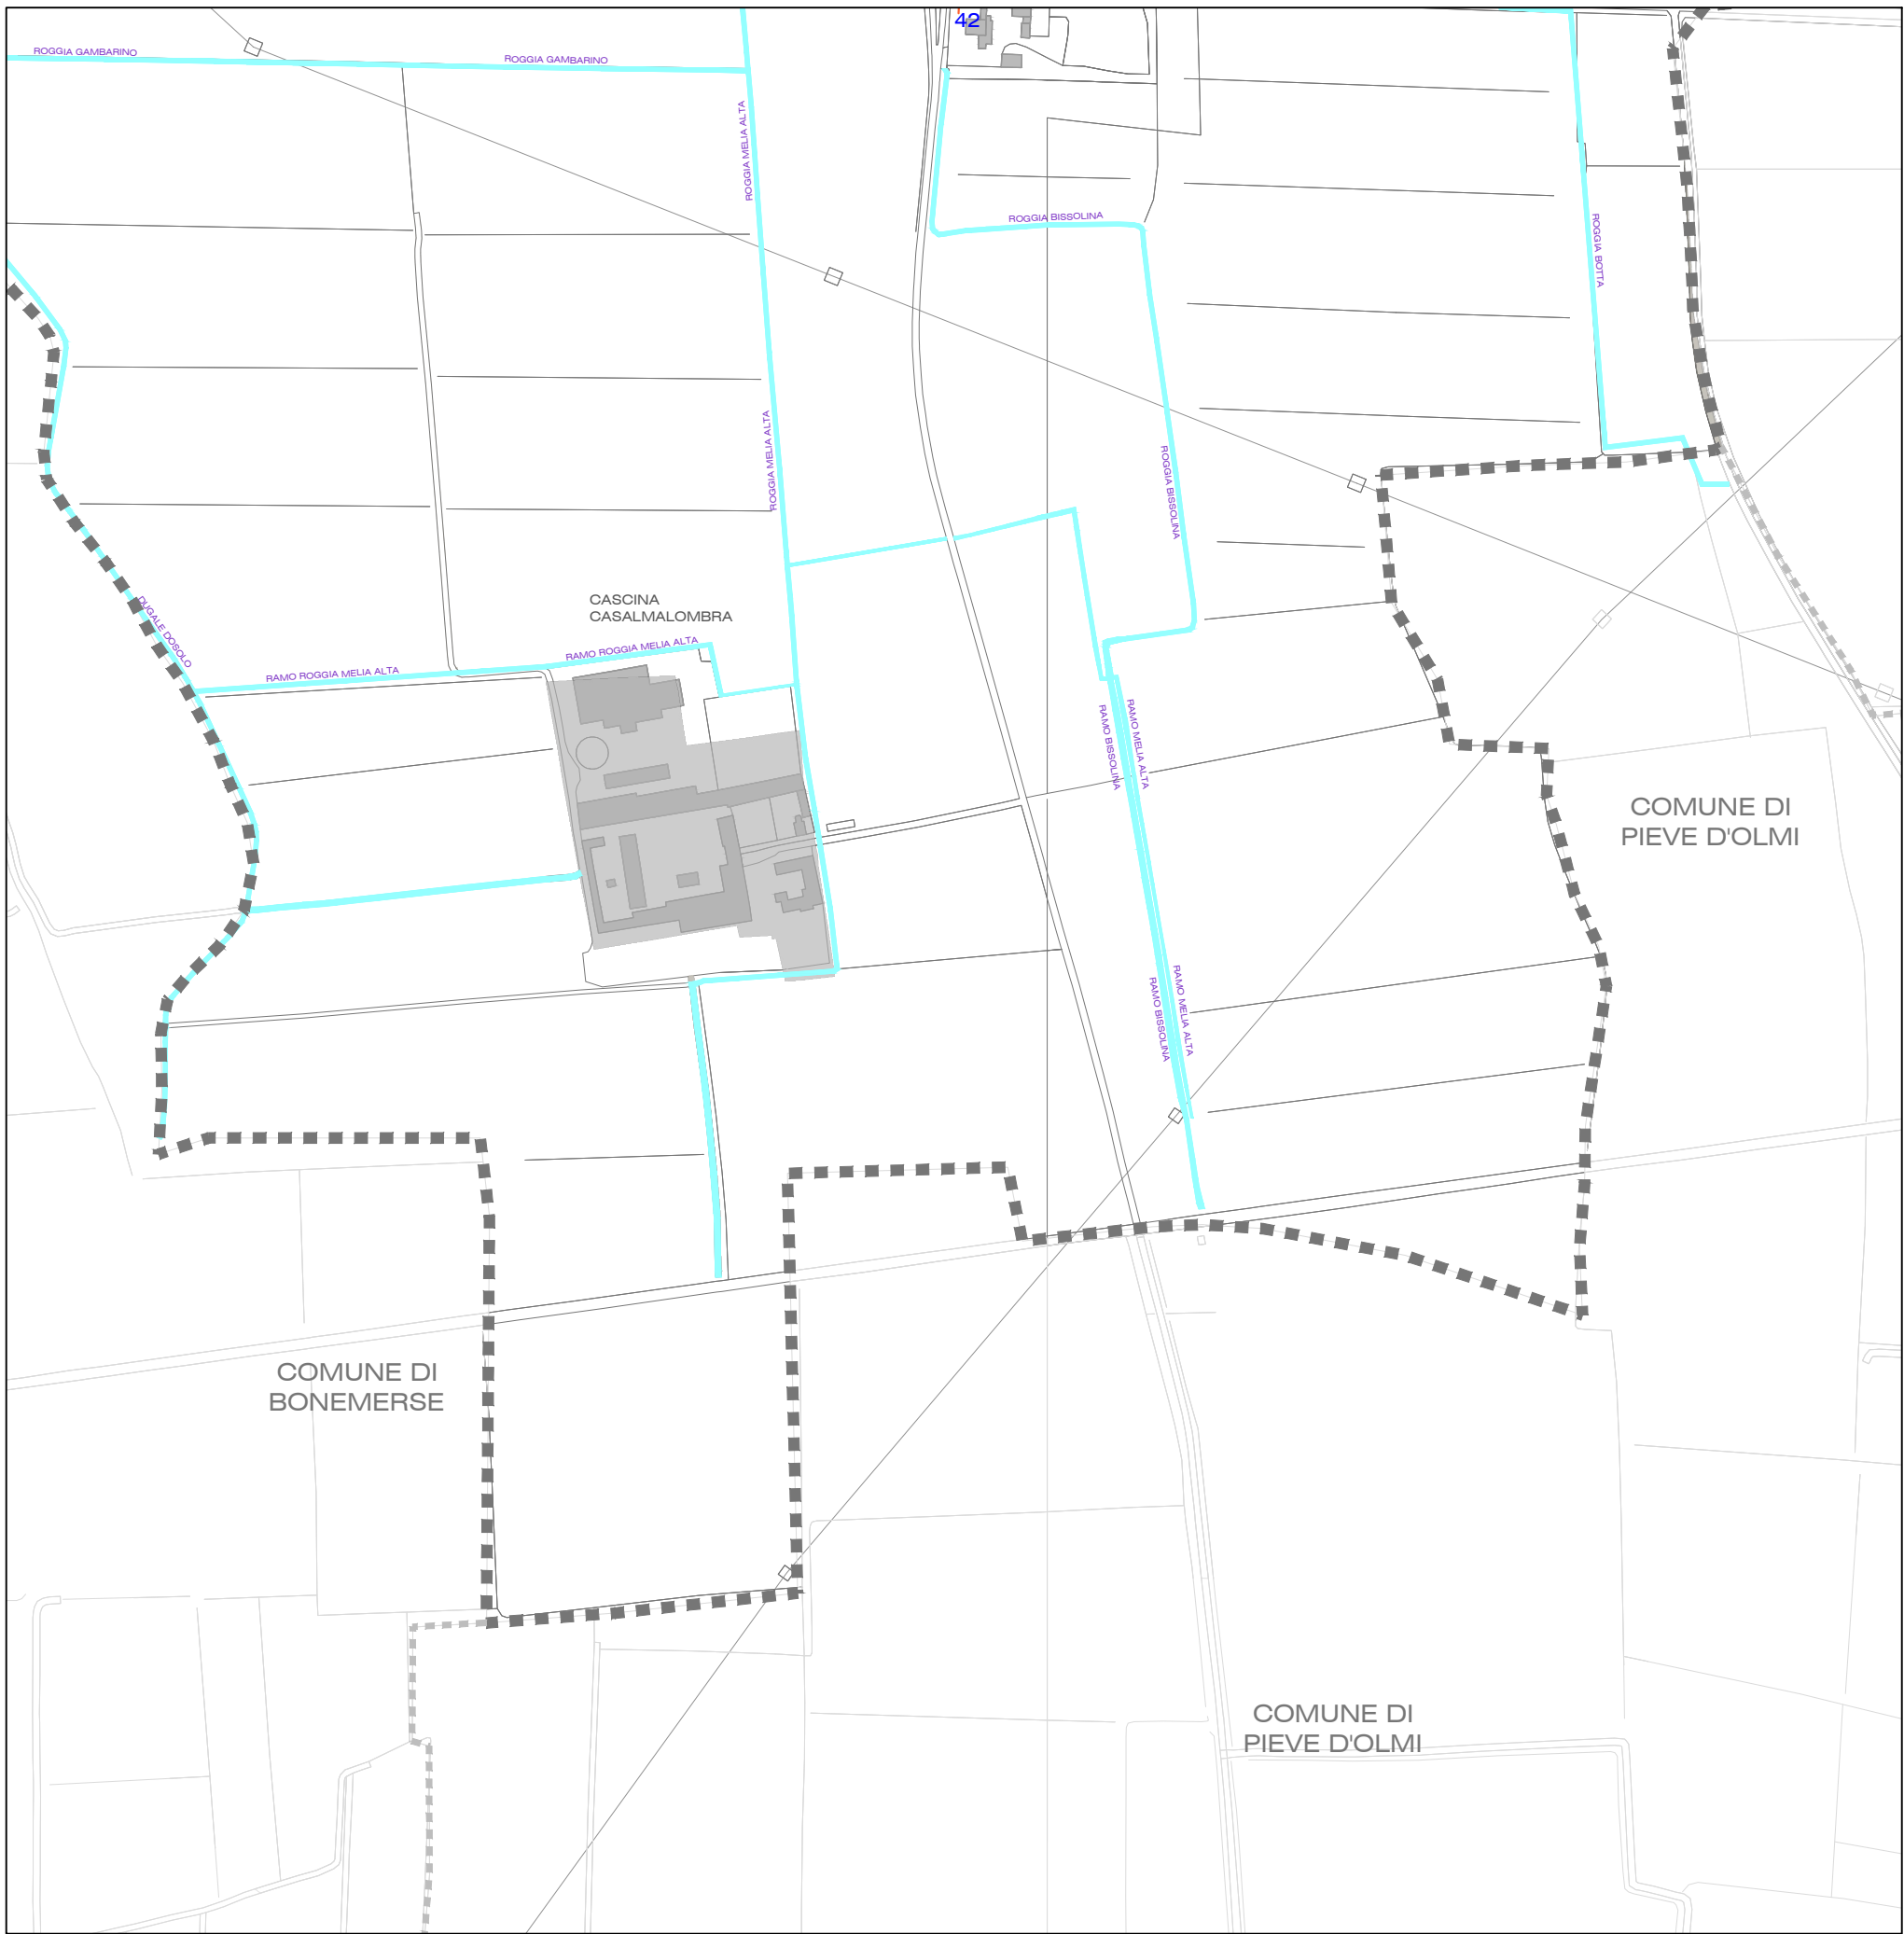 42
ROGGIA GAMBARINO
ROGGIA GAMBARINO
ROGGIA MELIA ALTA
ROGGIA BISSOLINA
ROGGIA BOTTA
ROGGIA MELIA ALTA
ROGGIA BISSOLINA
DUGALE DOSOLO
CASCINA
CASALMALOMBRA
RAMO ROGGIA MELIA ALTA
RAMO ROGGIA MELIA ALTA
RAMO BISSOLINA
RAMO MELIA ALTA
COMUNE DI
PIEVE D'OLMI
RAMO BISSOLINA
RAMO MELIA ALTA
COMUNE DI
BONEMERSE
COMUNE DI
PIEVE D'OLMI